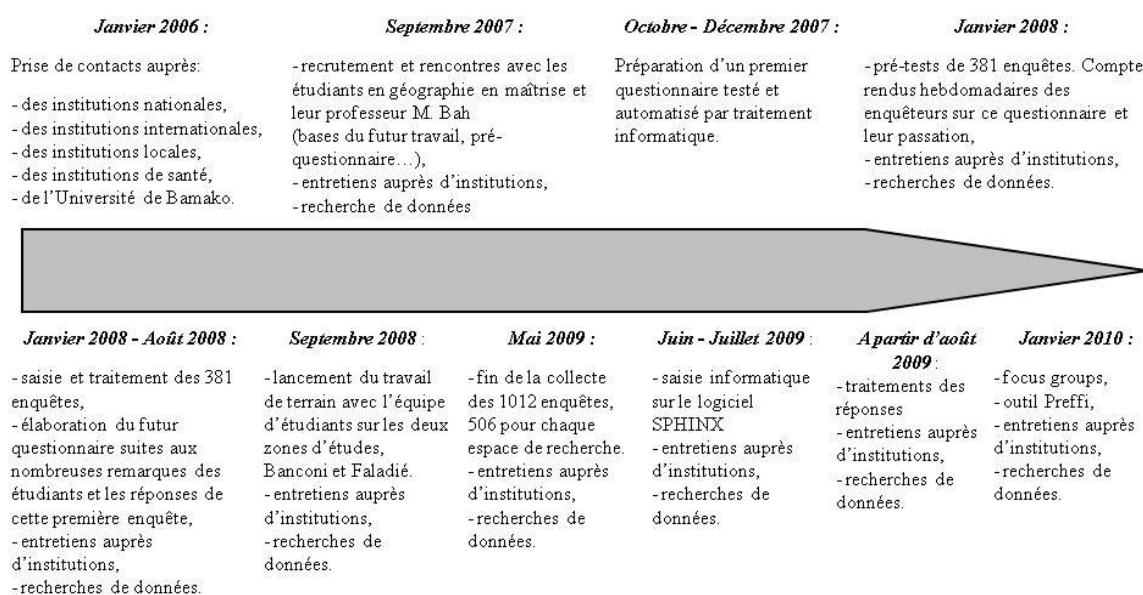 Janvier 2006 :
Prise de contacts auprès:
- des institutions nationales,
- des institutions internationales,
- des institutions locales,
- des institutions de santé,
- de l'Université de Bamako.
Septembre 2007 :
-recrutement et rencontres avec les
étudiants en géographie en maîtrise et
leur professeur M. Bah
(bases du futur travail, pré-
questionnaire…),
-entretiens auprès d'institutions,
-recherche de données
Octobre - Décembre 2007 :
Préparation d'un premier
questionnaire testé et
automatisé par traitement
informatique.
Janvier 2008 :
-pré-tests de 381 enquêtes. Compte
rendus hebdomadaires des
enquêteurs sur ce questionnaire et
leur passation,
-entretiens auprès d'institutions,
-recherches de données.
Janvier 2008 - Août 2008 :
-saisie et traitement des 381
enquêtes,
-élaboration du futur
questionnaire suites aux
nombreuses remarques des
étudiants et les réponses de
cette première enquête,
-entretiens auprès
d'institutions,
-recherches de données.
Septembre 2008 :
-lancement du travail
de terrain avec l'équipe
d'étudiants sur les deux
zones d'études,
Banconi et Faladié.
-entretiens auprès
d'institutions,
-recherches de
données.
Mai 2009 :
-fin de la collecte
des 1012 enquêtes,
506 pour chaque
espace de recherche.
-entretiens auprès
d'institutions,
-recherches de
données.
Juin - Juillet 2009 :
-saisie informatique
sur le logiciel
SPHINX
-entretiens auprès
d'institutions,
-recherches de
données.
A partir d'août
2009 :
-traitements des
réponses
-entretiens auprès
d'institutions,
-recherches de
données.
Janvier 2010 :
-focus groups,
-outil Preffi,
-entretiens auprès
d'institutions,
-recherches de
données.